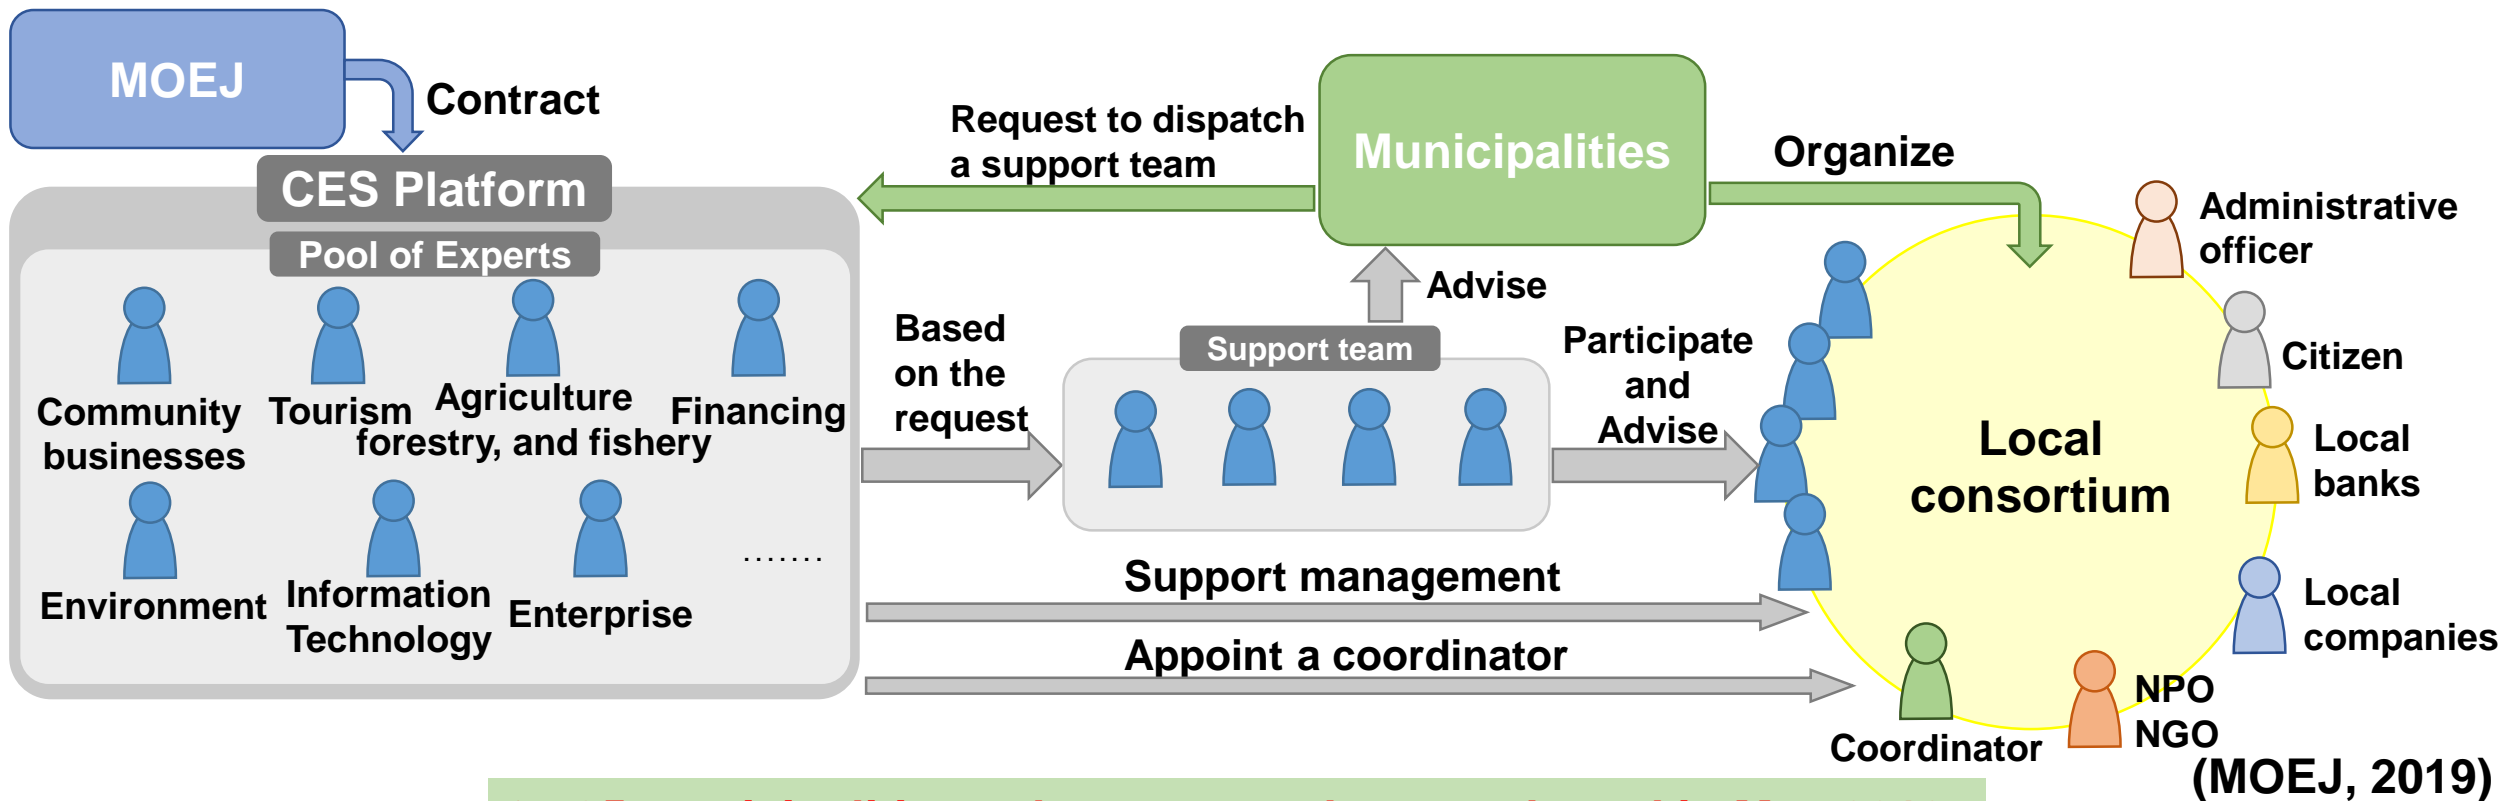 MOEJ
Contract
CES Platform
Pool of Experts
Community
businesses
Tourism
Agriculture
forestry, and fishery
Financing
Environment
Information
Technology
Enterprise
.......
Request to dispatch
a support team
Municipalities
Organize
Based
on the
request
Advise
Support team
Participate
and
Advise
Support management
Appoint a coordinator
Local
consortium
Administrative
officer
Citizen
Local
banks
Local
companies
NPO
NGO
Coordinator
(MOEJ, 2019)